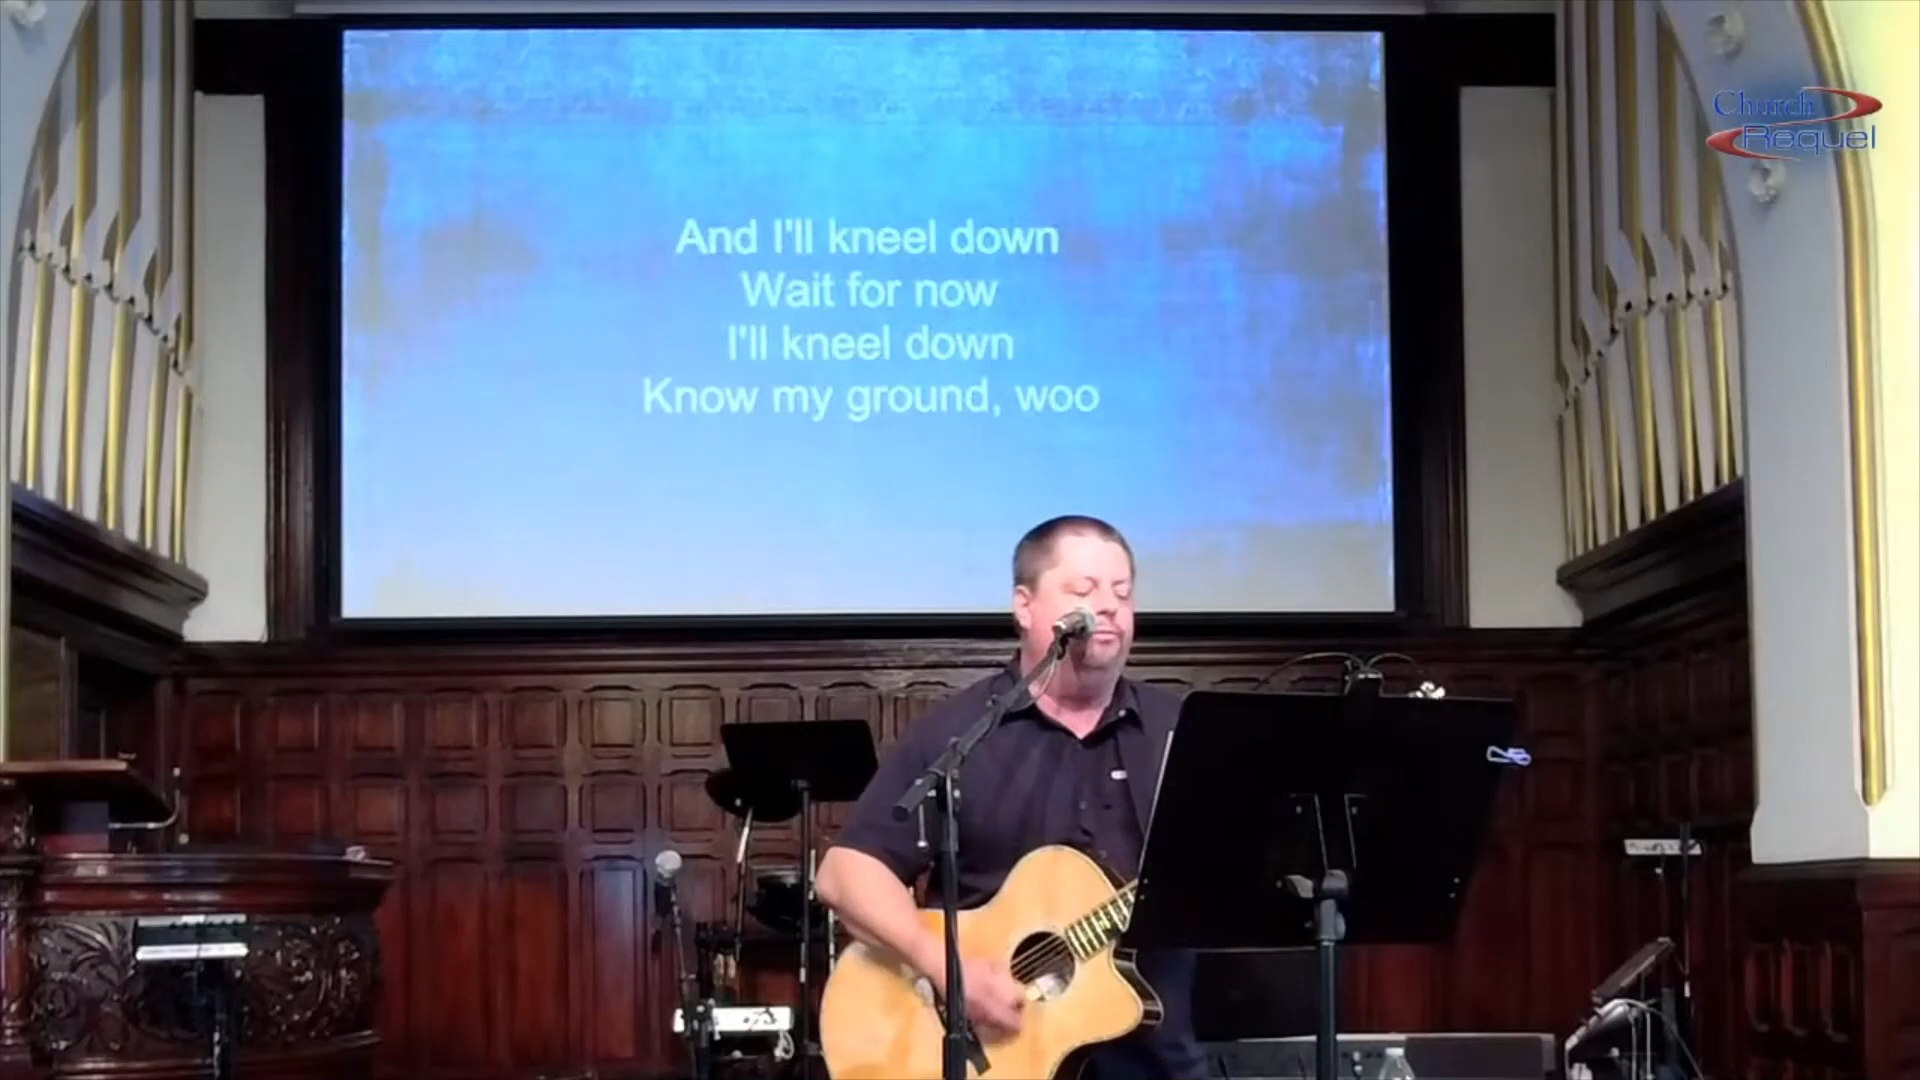 Church
Requel
And I'll kneel down
Wait for now
I'll kneel down
Know my ground, woo